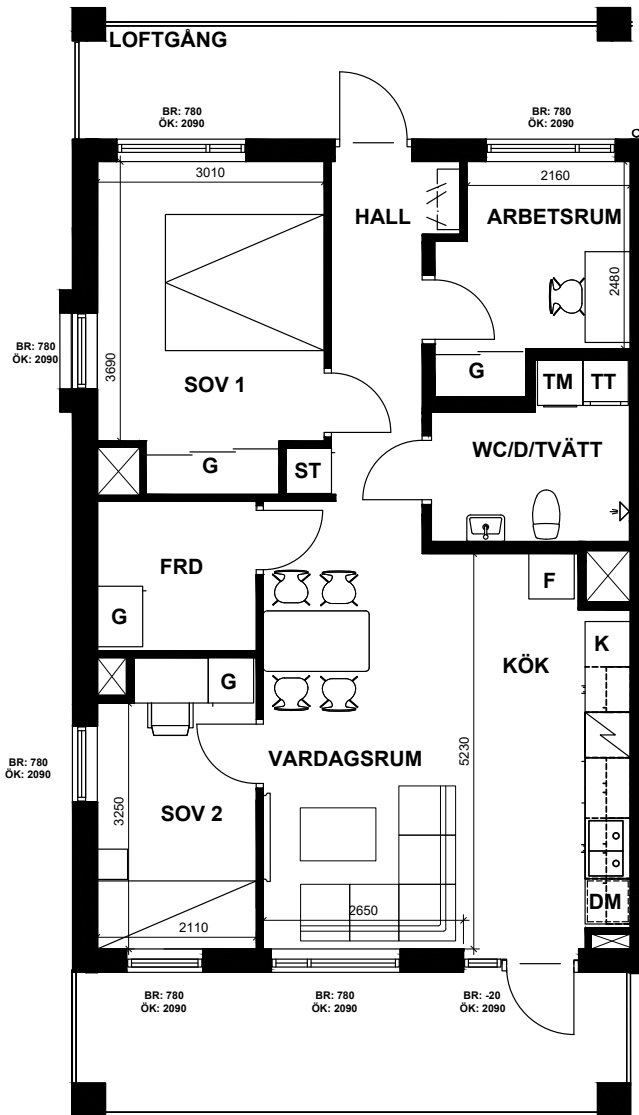 LOFTGÅNG
BR: 780
ÖK: 2090
BR: 780
ÖK: 2090
3010
HALL
2160
ARBETSRUM
2480
BR: 780
ÖK: 2090
3690
SOV 1
G
TM
TT
G
ST
WC/D/TVÄTT
FRD
F
G
KÖK
K
G
BR: 780
ÖK: 2090
VARDAGSRUM
5230
3250
SOV 2
DM
2650
2110
BR: 780
ÖK: 2090
BR: 780
ÖK: 2090
BR: -20
ÖK: 2090